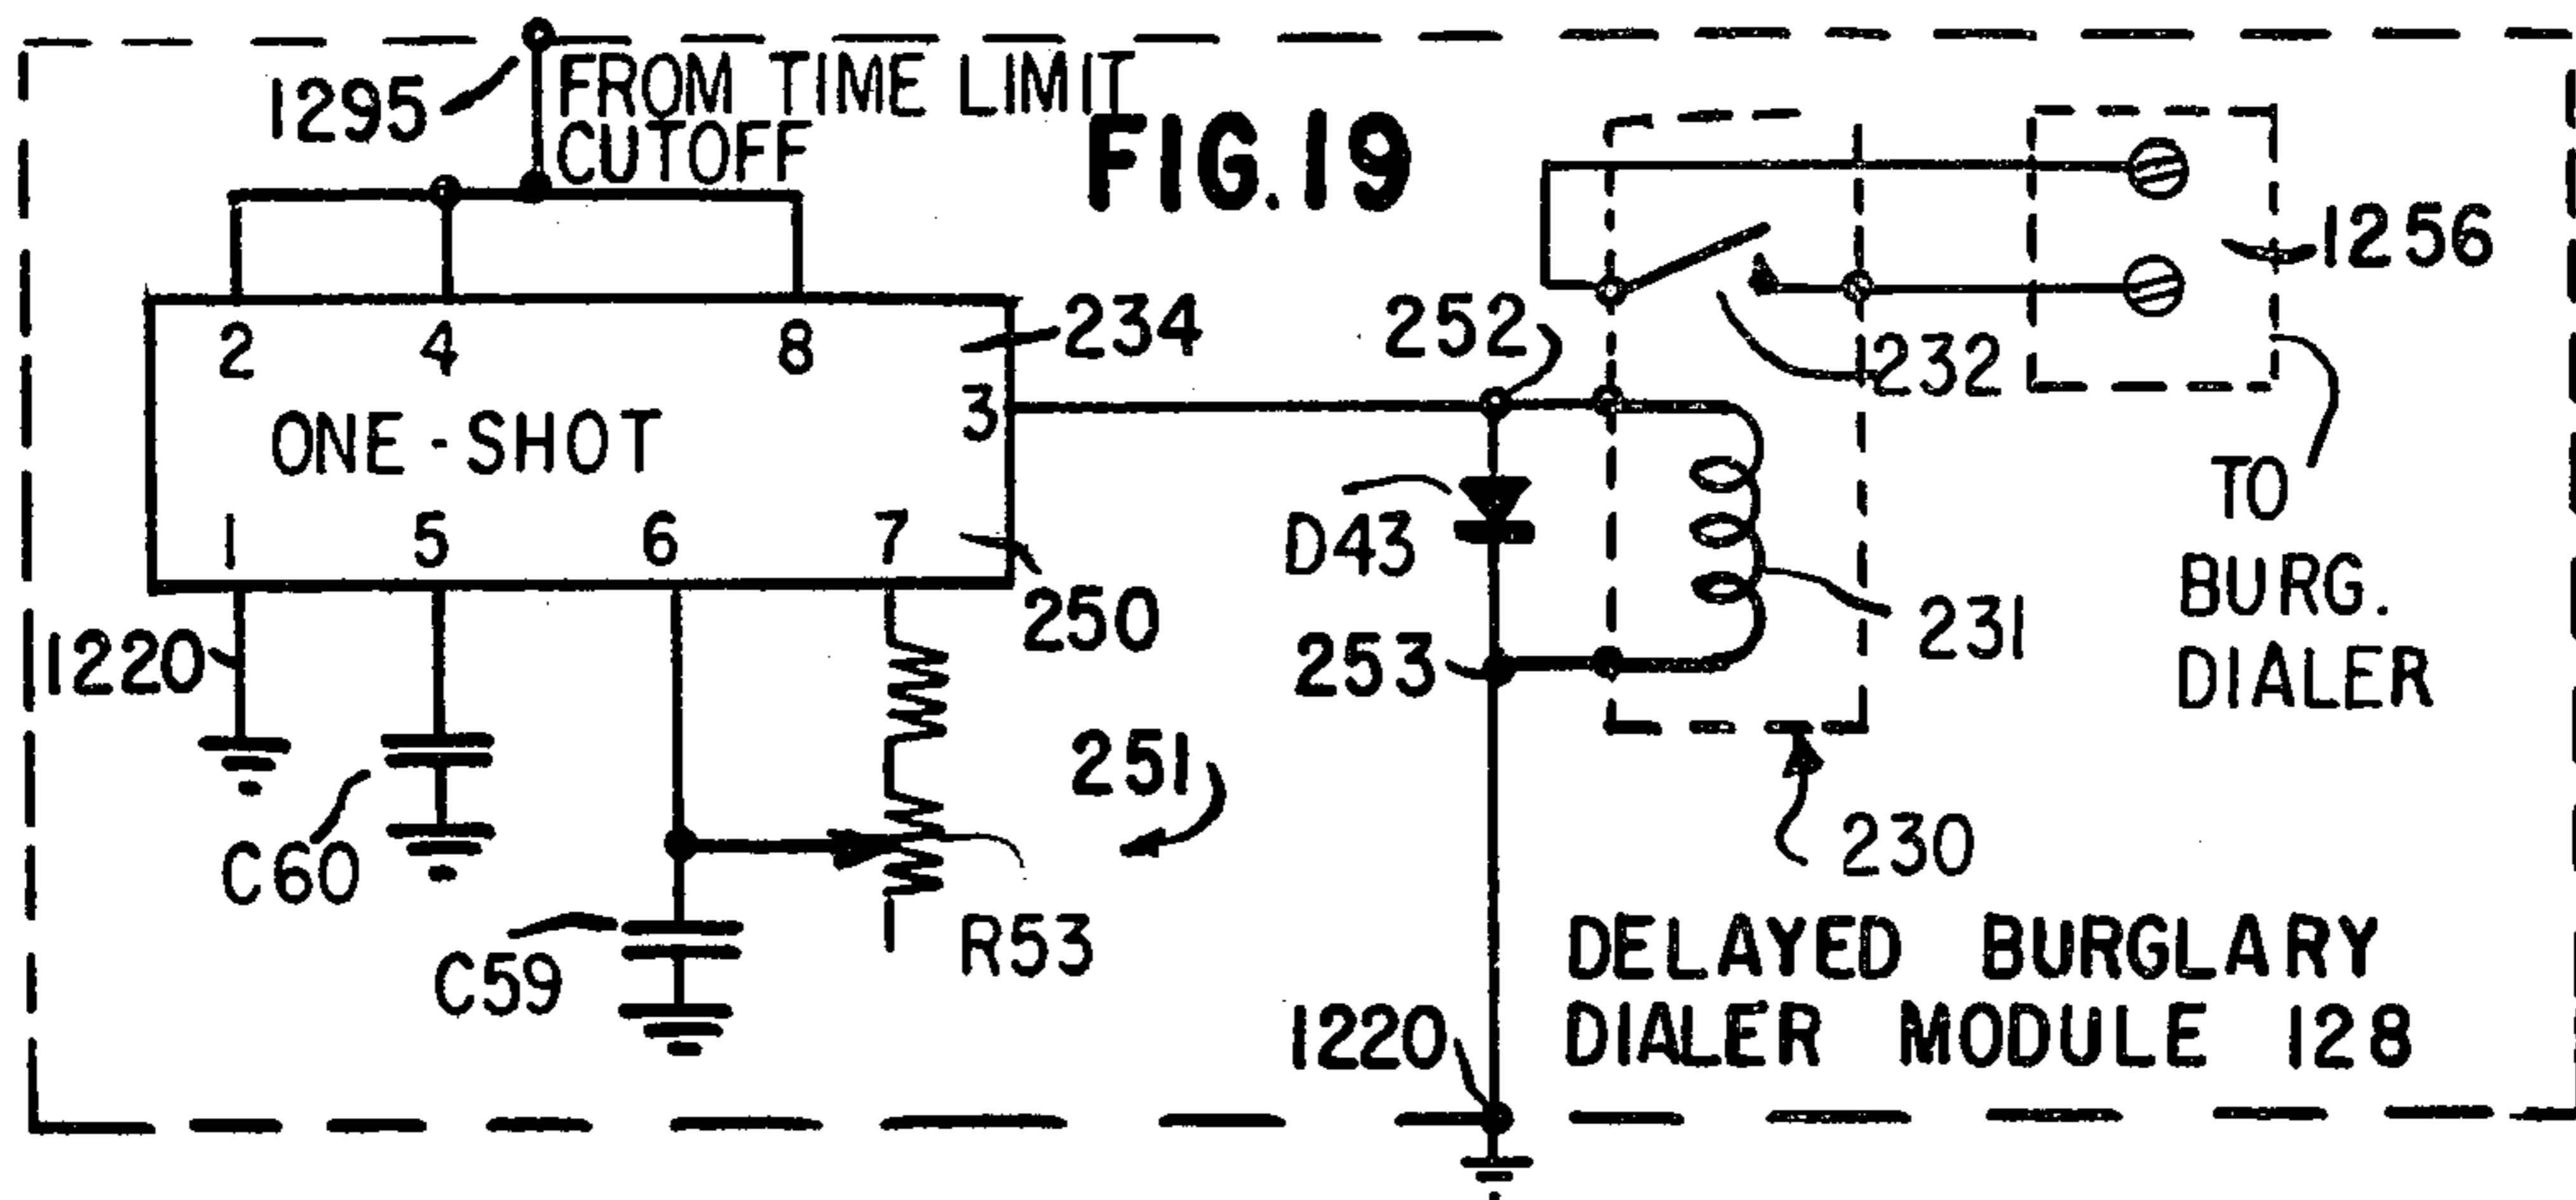 1295
FROM TIME LIMIT
CUTOFF
FIG.19
1256
2 4 8
234
252
232
3
ONE-SHOT
TO
BURG.
DIALER
1 5 6 7
D43
250
231
1220
253
251
230
C60
R53
C59
DELAYED BURGLARY
DIALER MODULE 128
1220